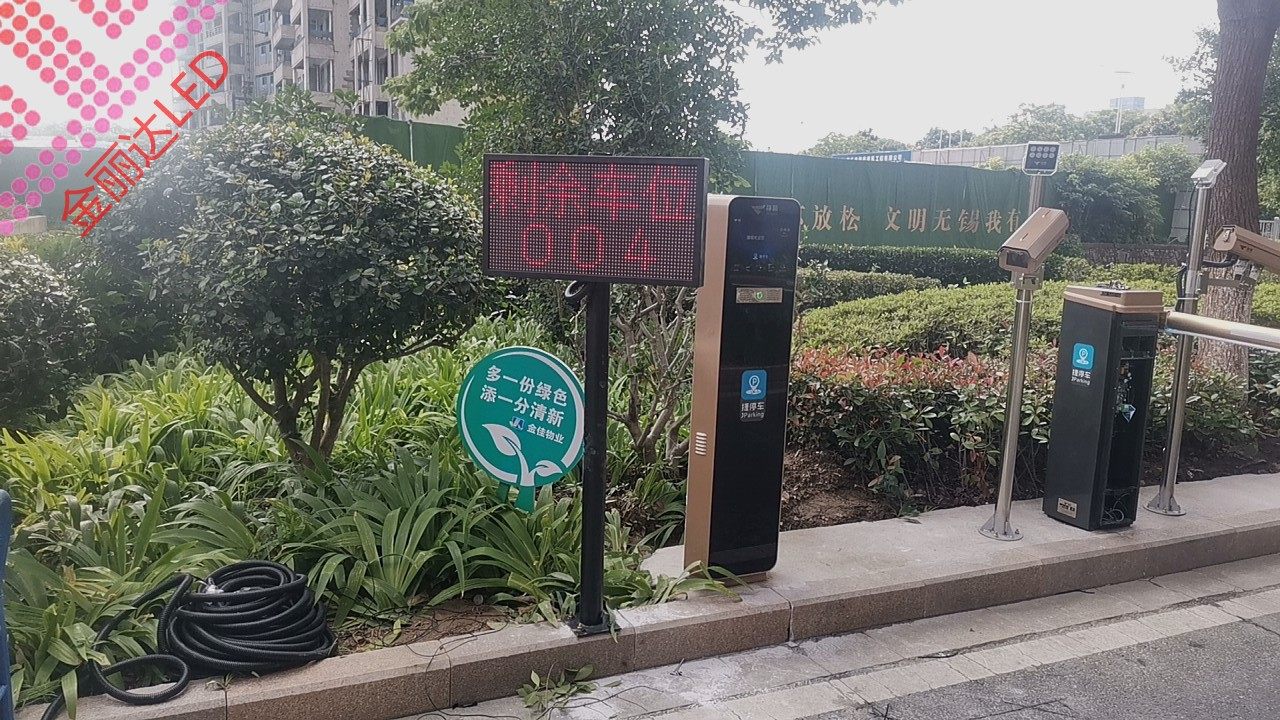 金丽达LED
剩余车位
004
放松 文明无锡我有
多一份绿色
添一分清新
金佳物业
捷停车
JParking
捷停车
JParking